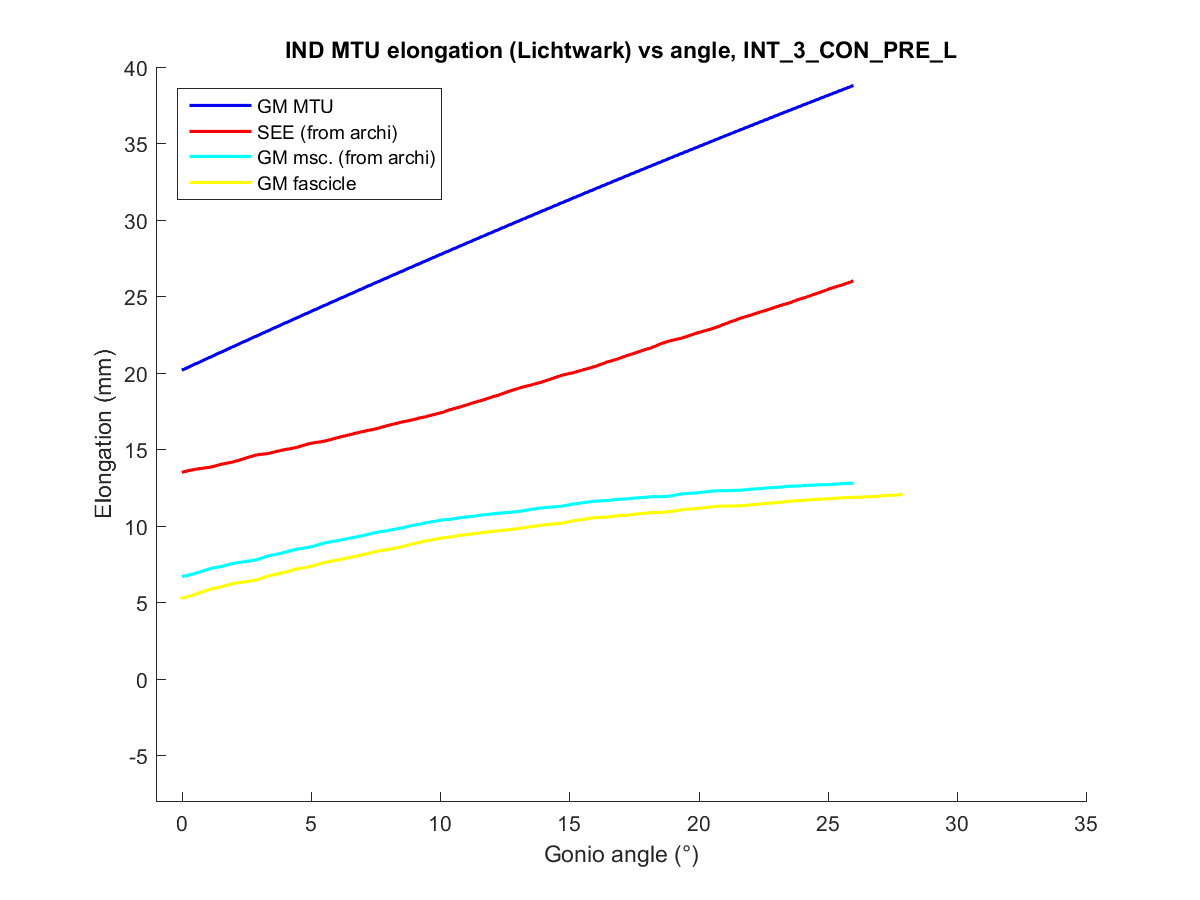 IND MTU elongation (Lichtwark) vs angle, INT_3_CON_PRE_L
40
35
30
25
20
15
10
5
0
-5
GM MTU
SEE (from archi)
GM msc. (from archi)
GM fascicle
Elongation (mm)
0 5 10 15 20 25 30 35
Gonio angle (°)